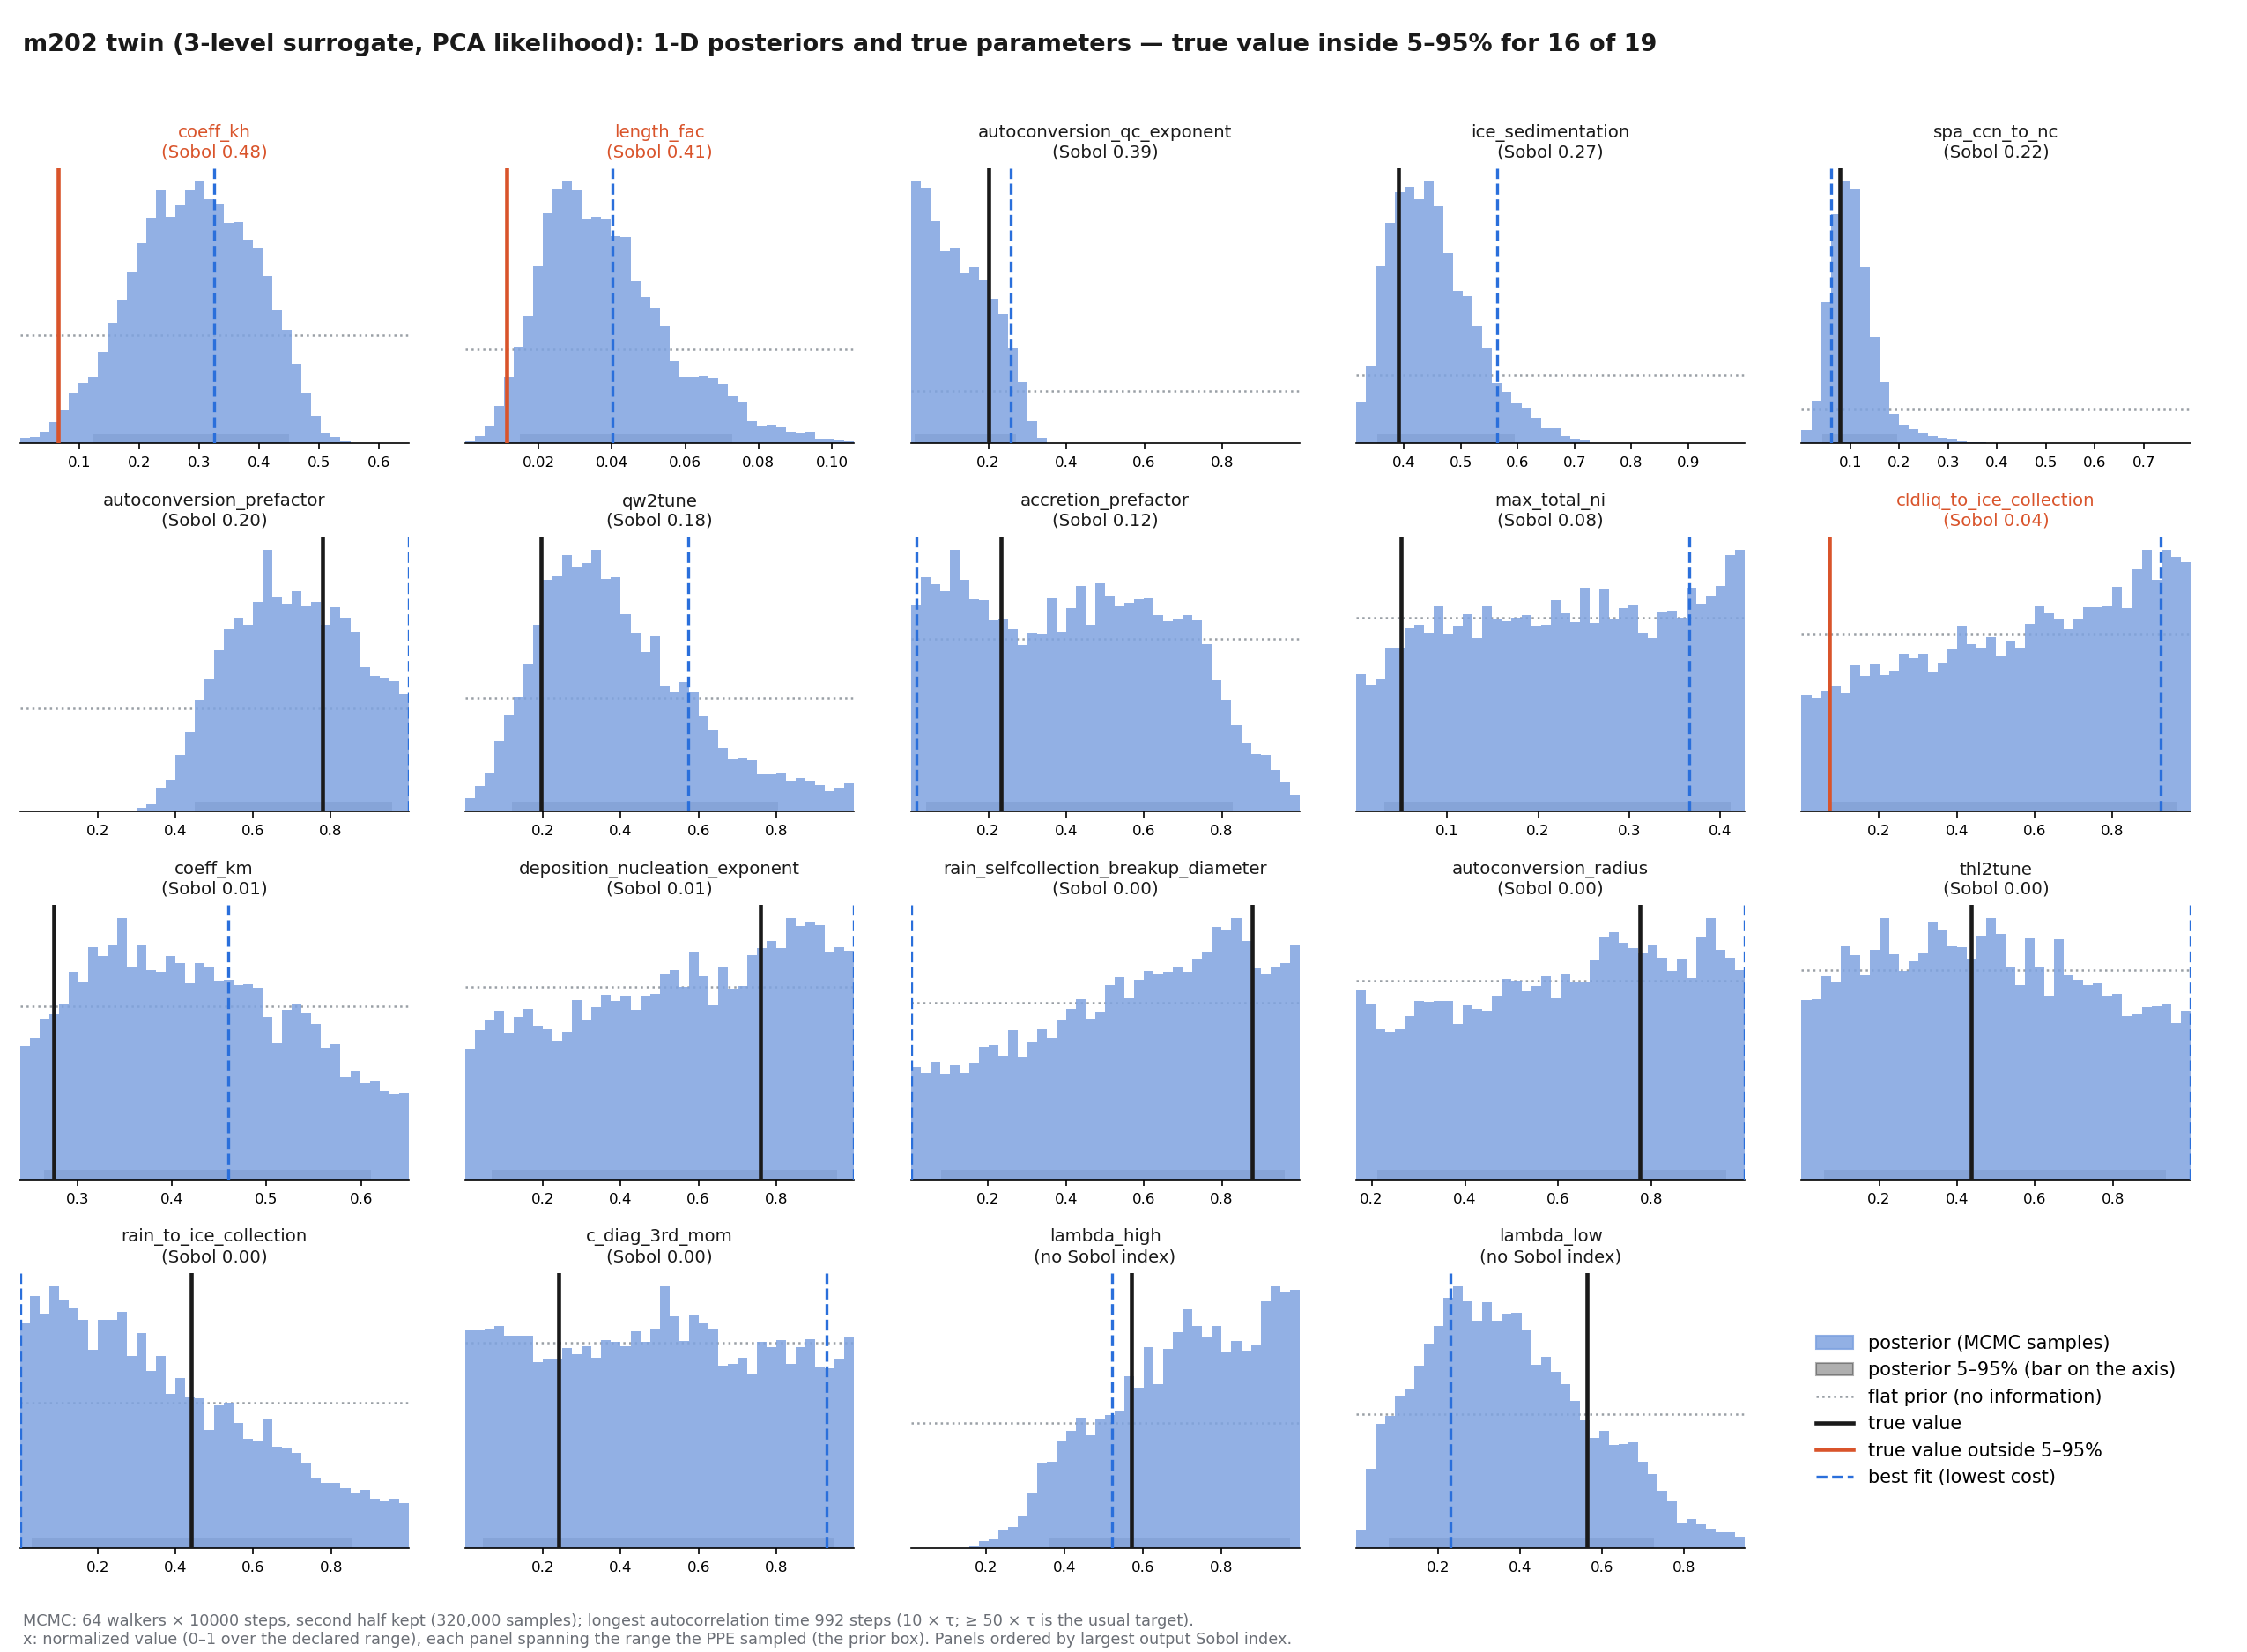 m202 twin (3-level surrogate, PCA likelihood): 1-D posteriors and true parameters — true value inside 5–95% for 16 of 19
coeff_kh
(Sobol 0.48)
length_fac
(Sobol 0.41)
autoconversion_qc_exponent
(Sobol 0.39)
ice_sedimentation
(Sobol 0.27)
spa_ccn_to_nc
(Sobol 0.22)
0.1 0.2 0.3 0.4 0.5 0.6
0.02 0.04 0.06 0.08 0.10
0.2 0.4 0.6 0.8
0.4 0.5 0.6 0.7 0.8 0.9
0.1 0.2 0.3 0.4 0.5 0.6 0.7
autoconversion_prefactor
(Sobol 0.20)
qw2tune
(Sobol 0.18)
accretion_prefactor
(Sobol 0.12)
max_total_ni
(Sobol 0.08)
cldliq_to_ice_collection
(Sobol 0.04)
0.2 0.4 0.6 0.8
0.2 0.4 0.6 0.8
0.2 0.4 0.6 0.8
0.1 0.2 0.3 0.4
0.2 0.4 0.6 0.8
coeff_km
(Sobol 0.01)
deposition_nucleation_exponent
(Sobol 0.01)
rain_selfcollection_breakup_diameter
(Sobol 0.00)
autoconversion_radius
(Sobol 0.00)
thl2tune
(Sobol 0.00)
0.3 0.4 0.5 0.6
0.2 0.4 0.6 0.8
0.2 0.4 0.6 0.8
0.2 0.4 0.6 0.8
0.2 0.4 0.6 0.8
rain_to_ice_collection
(Sobol 0.00)
c_diag_3rd_mom
(Sobol 0.00)
lambda_high
(no Sobol index)
lambda_low
(no Sobol index)
0.2 0.4 0.6 0.8
0.2 0.4 0.6 0.8
0.2 0.4 0.6 0.8
0.2 0.4 0.6 0.8
posterior (MCMC samples)
posterior 5–95% (bar on the axis)
flat prior (no information)
true value
true value outside 5–95%
best fit (lowest cost)
MCMC: 64 walkers × 10000 steps, second half kept (320,000 samples); longest autocorrelation time 992 steps (10 × τ; ≥ 50 × τ is the usual target).
x: normalized value (0–1 over the declared range), each panel spanning the range the PPE sampled (the prior box). Panels ordered by largest output Sobol index.